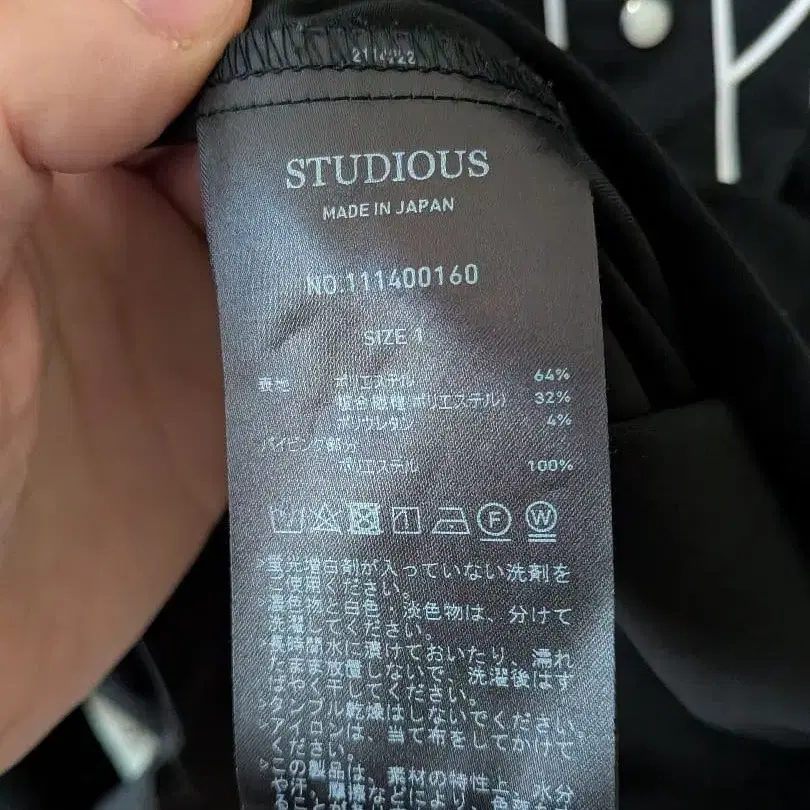 STUDIOUS
MADE IN JAPAN
NO.111400160
SIZE 1
表地 ポリエステル 64%
複合繊維(ポリエステル) 32%
ポリウレタン 4%
パイピング部分
ポリエステル 100%
F W
蛍光増白剤が入っていない洗剤を
ご使用ください。
濃色物と白色・淡色物は、分けて
洗濯してください。
長時間水に漬けておいたり、濡れ
たまま放置しないで、洗濯後はす
ぐ干してください。
タンブル乾燥はしないでください。
アイロンは、当て布をしてかけて
ください。
この製品は、素材の特性上、水分
や汗、摩擦など